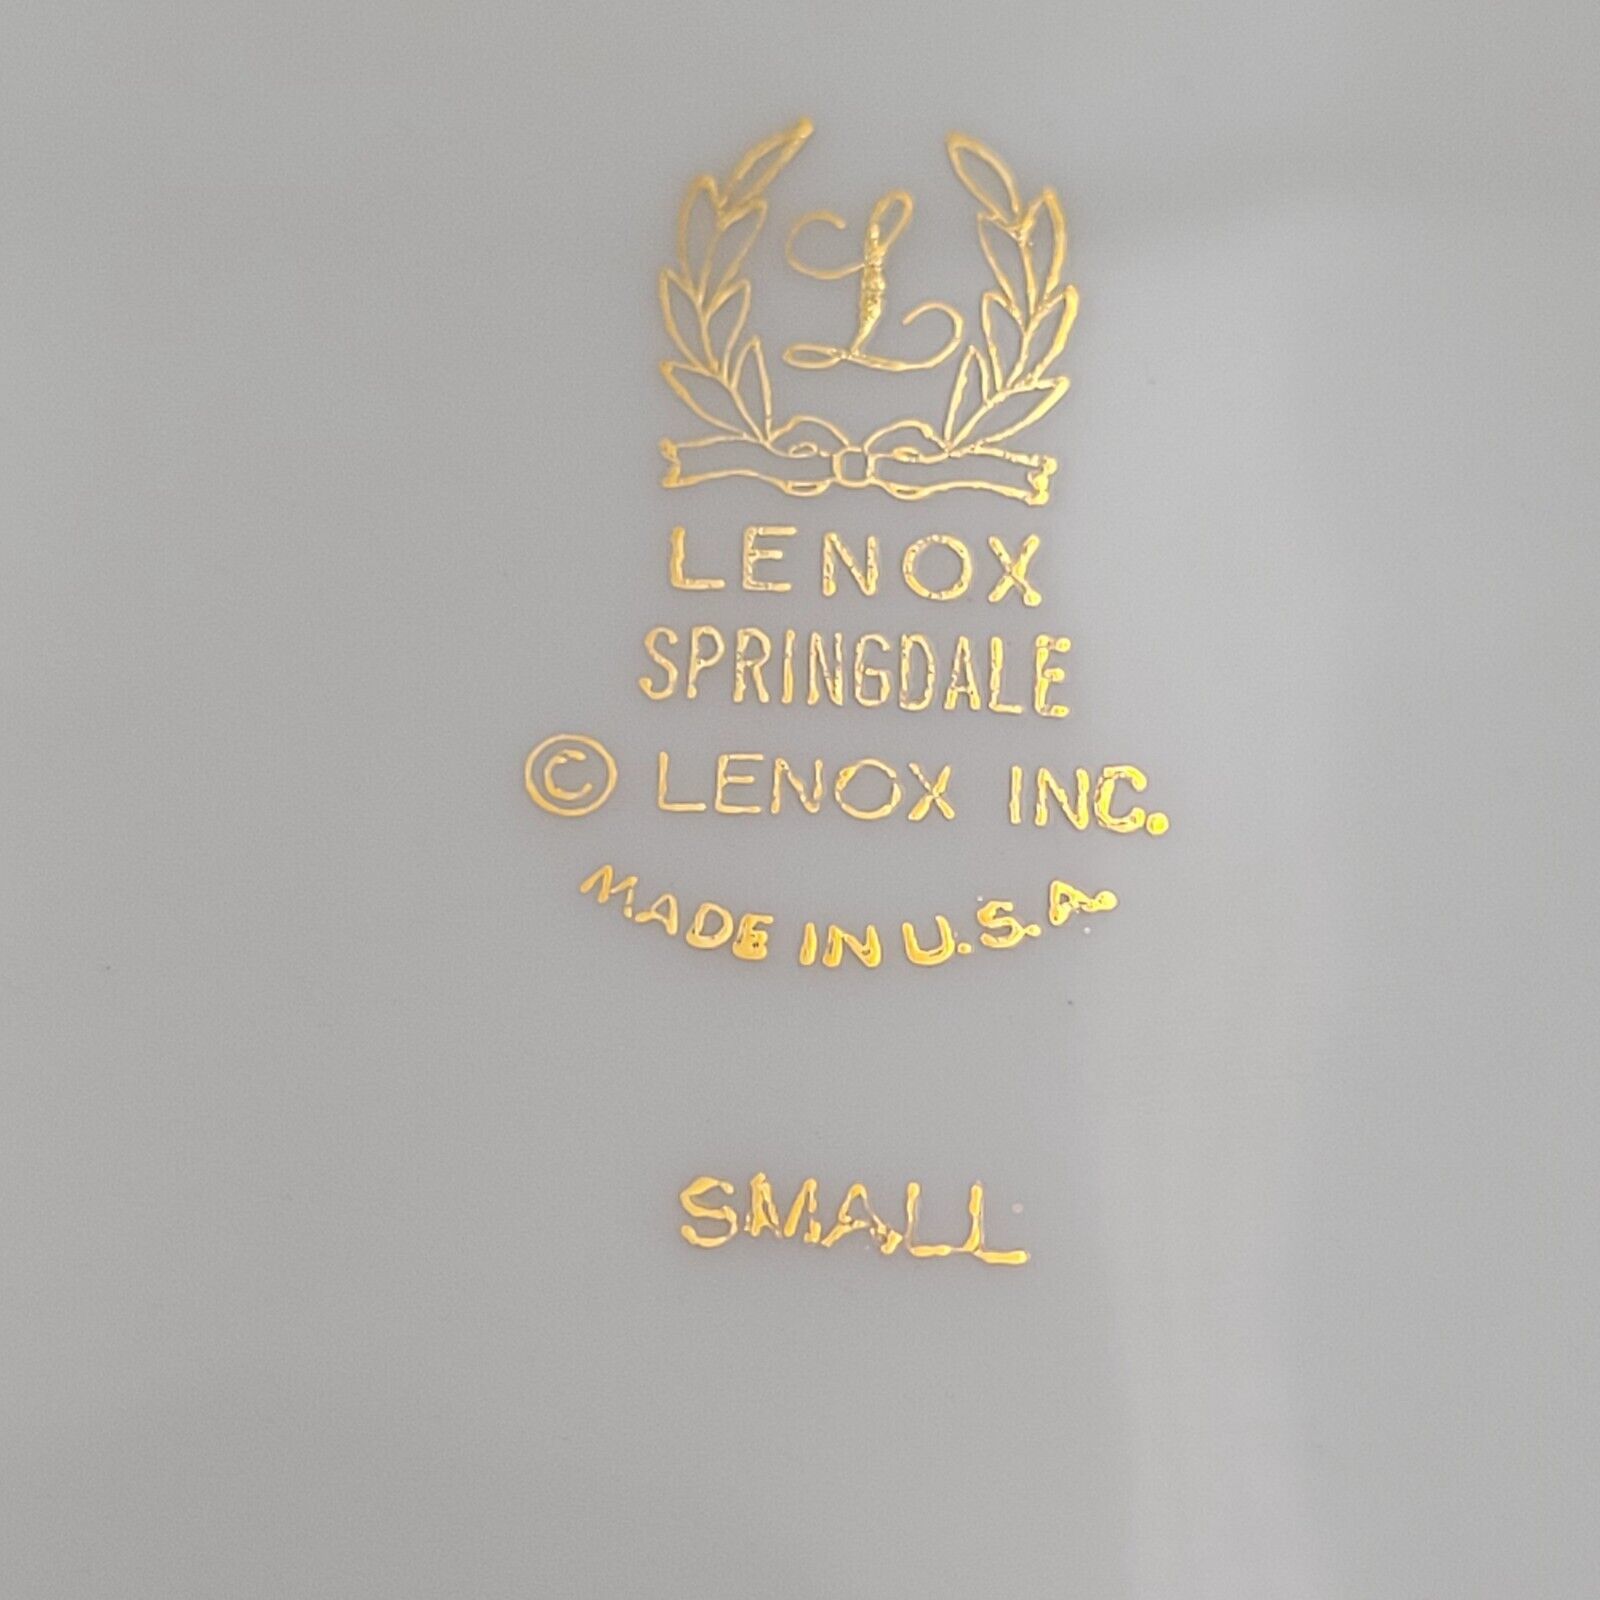 L
LENOX
SPRINGDALE
© LENOX INC.
MADE IN U.S.A.
SMALL